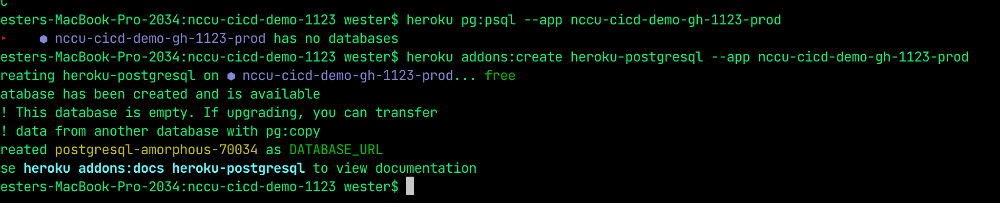 C
esters-MacBook-Pro-2034:nccu-cicd-demo-1123 wester$ heroku pg:psql --app nccu-cicd-demo-gh-1123-prod
▸    ⬢ nccu-cicd-demo-gh-1123-prod has no databases
esters-MacBook-Pro-2034:nccu-cicd-demo-1123 wester$ heroku addons:create heroku-postgresql --app nccu-cicd-demo-gh-1123-prod
reating heroku-postgresql on ⬢ nccu-cicd-demo-gh-1123-prod... free
atabase has been created and is available
! This database is empty. If upgrading, you can transfer
! data from another database with pg:copy
reated postgresql-amorphous-70034 as DATABASE_URL
se heroku addons:docs heroku-postgresql to view documentation
esters-MacBook-Pro-2034:nccu-cicd-demo-1123 wester$